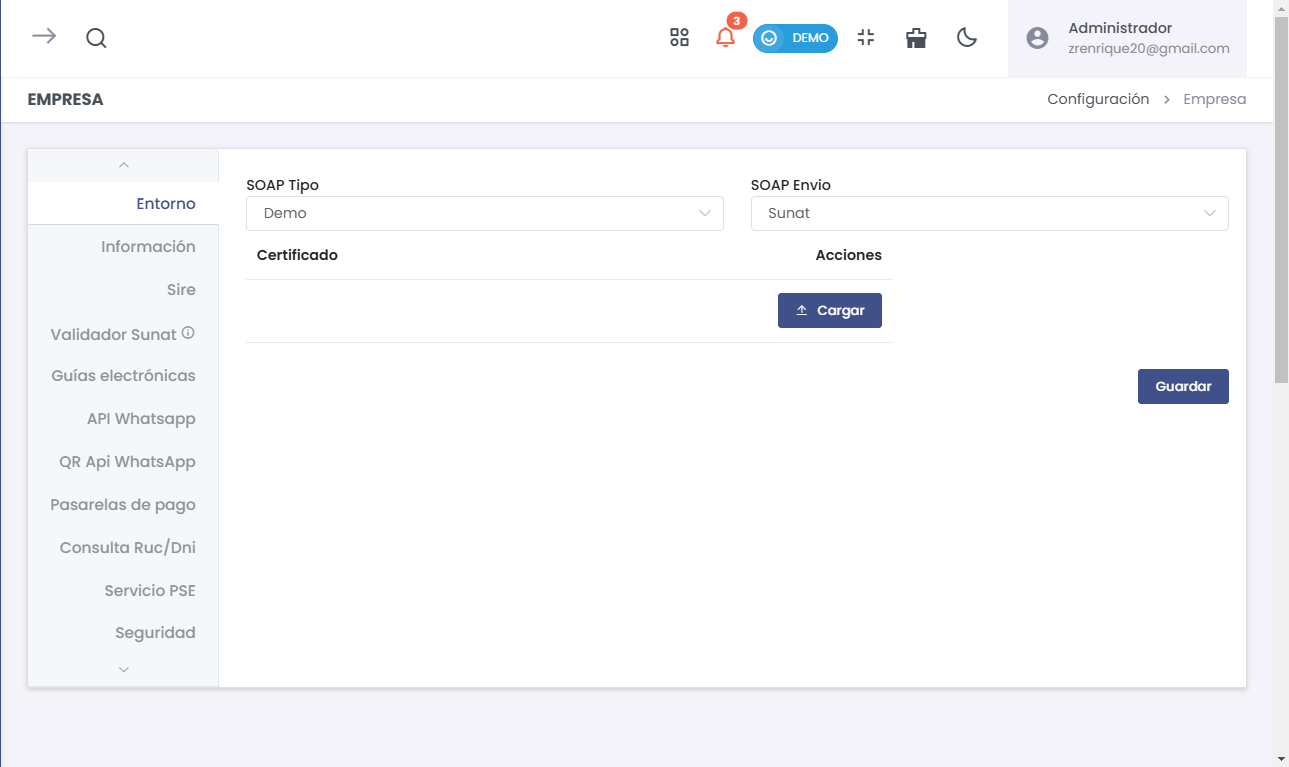 3
DEMO
Administrador
zrenrique20@gmail.com
EMPRESA
Configuración > Empresa
Entorno
Información
Sire
Validador Sunat
Guías electrónicas
API Whatsapp
QR Api WhatsApp
Pasarelas de pago
Consulta Ruc/Dni
Servicio PSE
Seguridad
SOAP Tipo
Demo
SOAP Envio
Sunat
Certificado Acciones
Cargar
Guardar